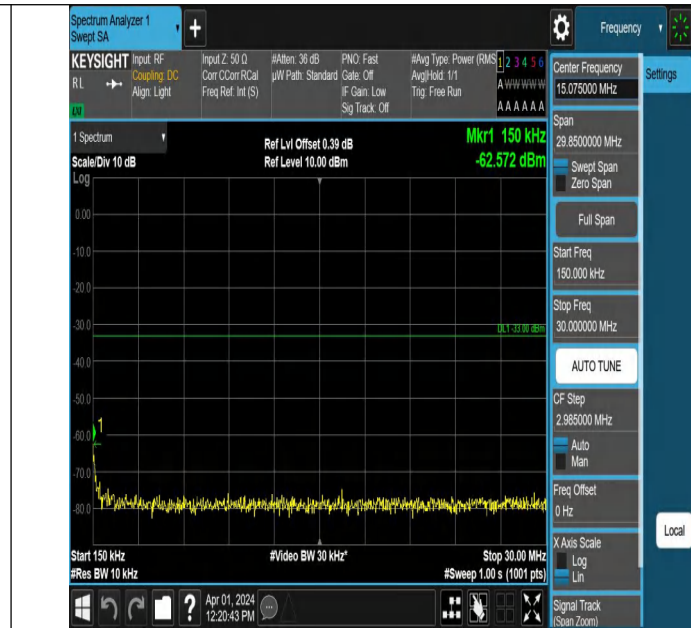 Spectrum Analyzer 1
Swept SA
+
Frequency
KEYSIGHT
RL
LXI
Input: RF
Coupling: DC
Align: Light
Input Z: 50 Ω
Corr CCorr RCal
Freq Ref: Int (S)
#Atten: 36 dB
µW Path: Standard
PNO: Fast
Gate: Off
IF Gain: Low
Sig Track: Off
#Avg Type: Power (RMS
Avg|Hold: 1/1
Trig: Free Run
1 2 3 4 5 6
A W W W W W
A A A A A A
1 Spectrum
Scale/Div 10 dB
Log
Ref Lvl Offset 0.39 dB
Ref Level 10.00 dBm
Mkr1 150 kHz
-62.572 dBm
0.00
-10.0
-20.0
-30.0
DL1 -33.00 dBm
-40.0
-50.0
-60.0
1
-70.0
-80.0
Start 150 kHz
#Res BW 10 kHz
#Video BW 30 kHz*
Stop 30.00 MHz
#Sweep 1.00 s (1001 pts)
Center Frequency
15.075000 MHz
Settings
Span
29.8500000 MHz
Swept Span
Zero Span
Full Span
Start Freq
150.000 kHz
Stop Freq
30.000000 MHz
AUTO TUNE
CF Step
2.985000 MHz
Auto
Man
Freq Offset
0 Hz
X Axis Scale
Log
Lin
Local
Signal Track
(Span Zoom)
?
Apr 01, 2024
12:20:43 PM